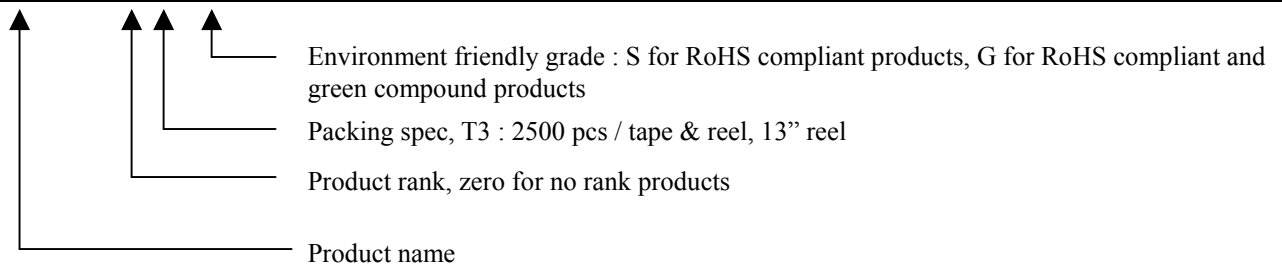 Environment friendly grade : S for RoHS compliant products, G for RoHS compliant and
green compound products
Packing spec, T3 : 2500 pcs / tape & reel, 13” reel
Product rank, zero for no rank products
Product name